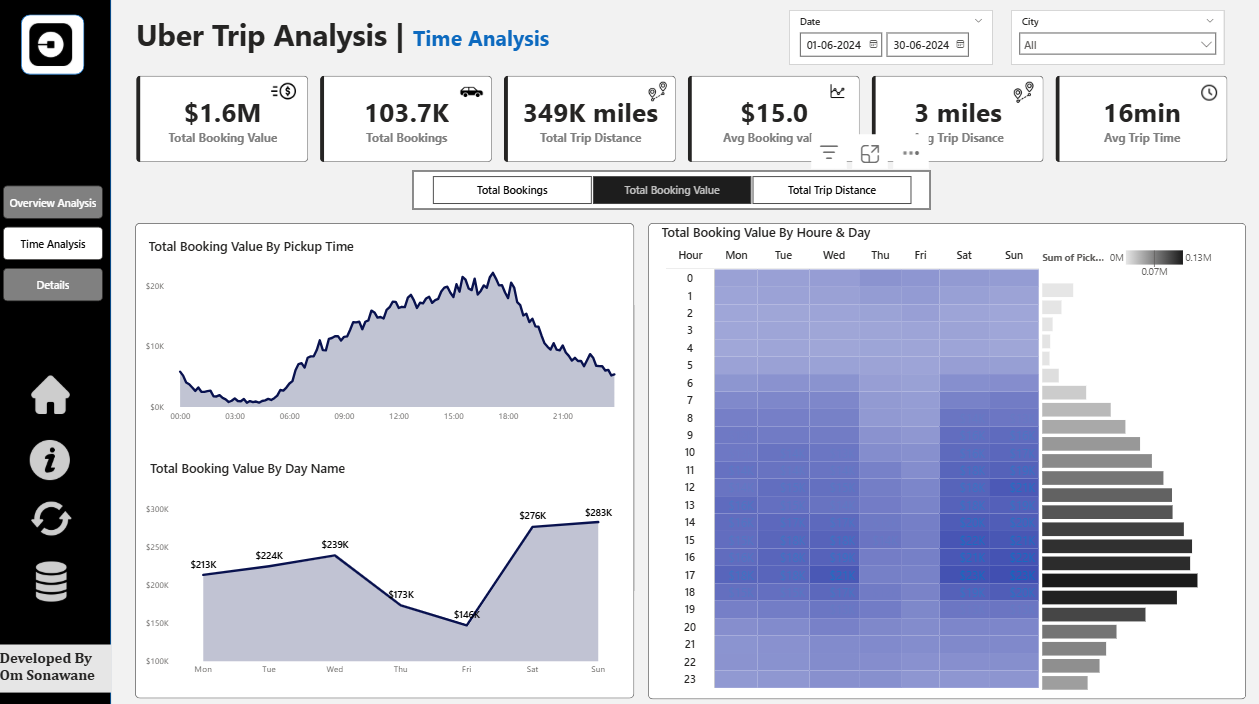 Uber Trip Analysis | Time Analysis
Date
01-06-2024 30-06-2024
City
All
$1.6M
Total Booking Value
103.7K
Total Bookings
349K miles
Total Trip Distance
$15.0
Avg Booking val
3 miles
g Trip Disance
16min
Avg Trip Time
Overview Analysis
Time Analysis
Details
Total Bookings Total Booking Value Total Trip Distance
Total Booking Value By Pickup Time
$20K
$10K
$0K
00:00 03:00 06:00 09:00 12:00 15:00 18:00 21:00
Total Booking Value By Day Name
$300K
$250K
$200K
$150K
$100K
$213K $224K $239K $173K $146K $276K $283K
Mon Tue Wed Thu Fri Sat Sun
Total Booking Value By Houre & Day
Hour Mon Tue Wed Thu Fri Sat Sun
Sum of Pick... 0M 0.13M
0.07M
0
1
2
3
4
5
6
7
8
9
10
11
12
13
14
15
16
17
18
19
20
21
22
23
Developed By
Om Sonawane